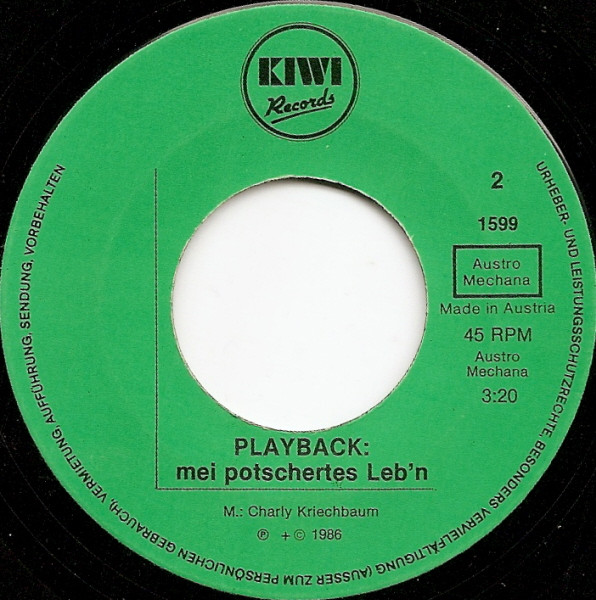 KIWI
Records
2
1599
Austro
Mechana
Made in Austria
45 RPM
Austro
Mechana
3:20
PLAYBACK:
mei potschertes Leb'n
M.: Charly Kriechbaum
℗ + © 1986
URHEBER- UND LEISTUNGSSCHUTZRECHTE, BESONDERS VERVIELFÄLTIGUNG (AUSSER ZUM PERSÖNLICHEN GEBRAUCH), VERMIETUNG, AUFFÜHRUNG, SENDUNG, VORBEHALTEN